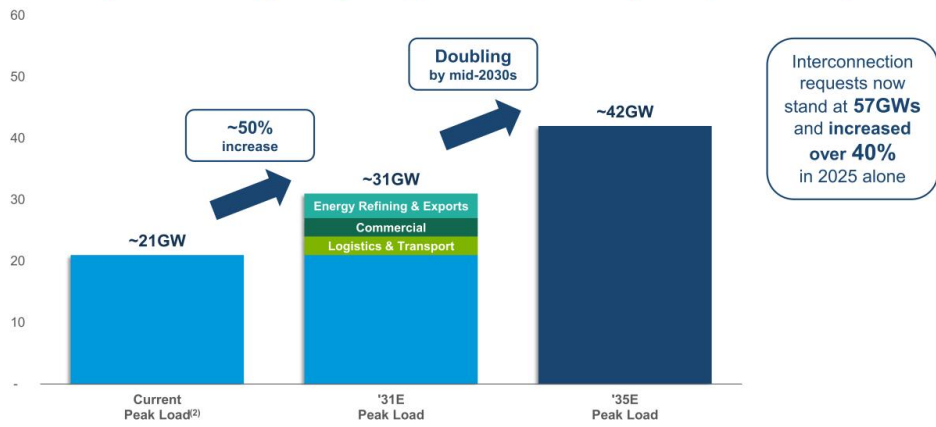 60
50
40
30
20
10
-
~21GW
~50%
increase
~31GW
Energy Refining & Exports
Commercial
Logistics & Transport
Doubling
by mid-2030s
~42GW
Interconnection
requests now
stand at 57GWs
and increased
over 40%
in 2025 alone
Current
Peak Load(2)
'31E
Peak Load
'35E
Peak Load